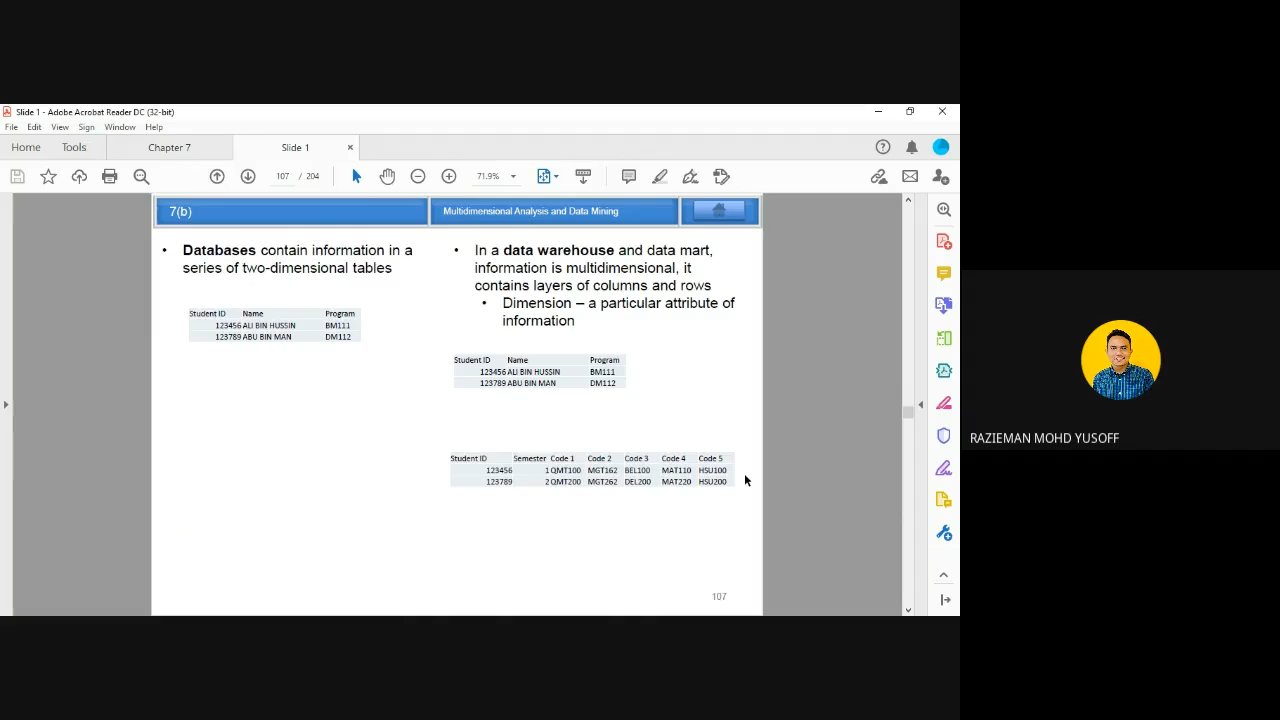 Slide 1 - Adobe Acrobat Reader DC (32-bit)
File Edit View Sign Window Help
Home Tools Chapter 7 Slide 1 ×
107 / 204 71.9%
7(b) Multidimensional Analysis and Data Mining
• Databases contain information in a
series of two-dimensional tables
Student ID Name Program
123456 ALI BIN HUSSIN BM111
123789 ABU BIN MAN DM112
• In a data warehouse and data mart,
information is multidimensional, it
contains layers of columns and rows
• Dimension – a particular attribute of
information
Student ID Name Program
123456 ALI BIN HUSSIN BM111
123789 ABU BIN MAN DM112
Student ID Semester Code 1 Code 2 Code 3 Code 4 Code 5
123456 1 QMT100 MGT162 BEL100 MAT110 HSU100
123789 2 QMT200 MGT262 DEL200 MAT220 HSU200
107
RAZIEMAN MOHD YUSOFF